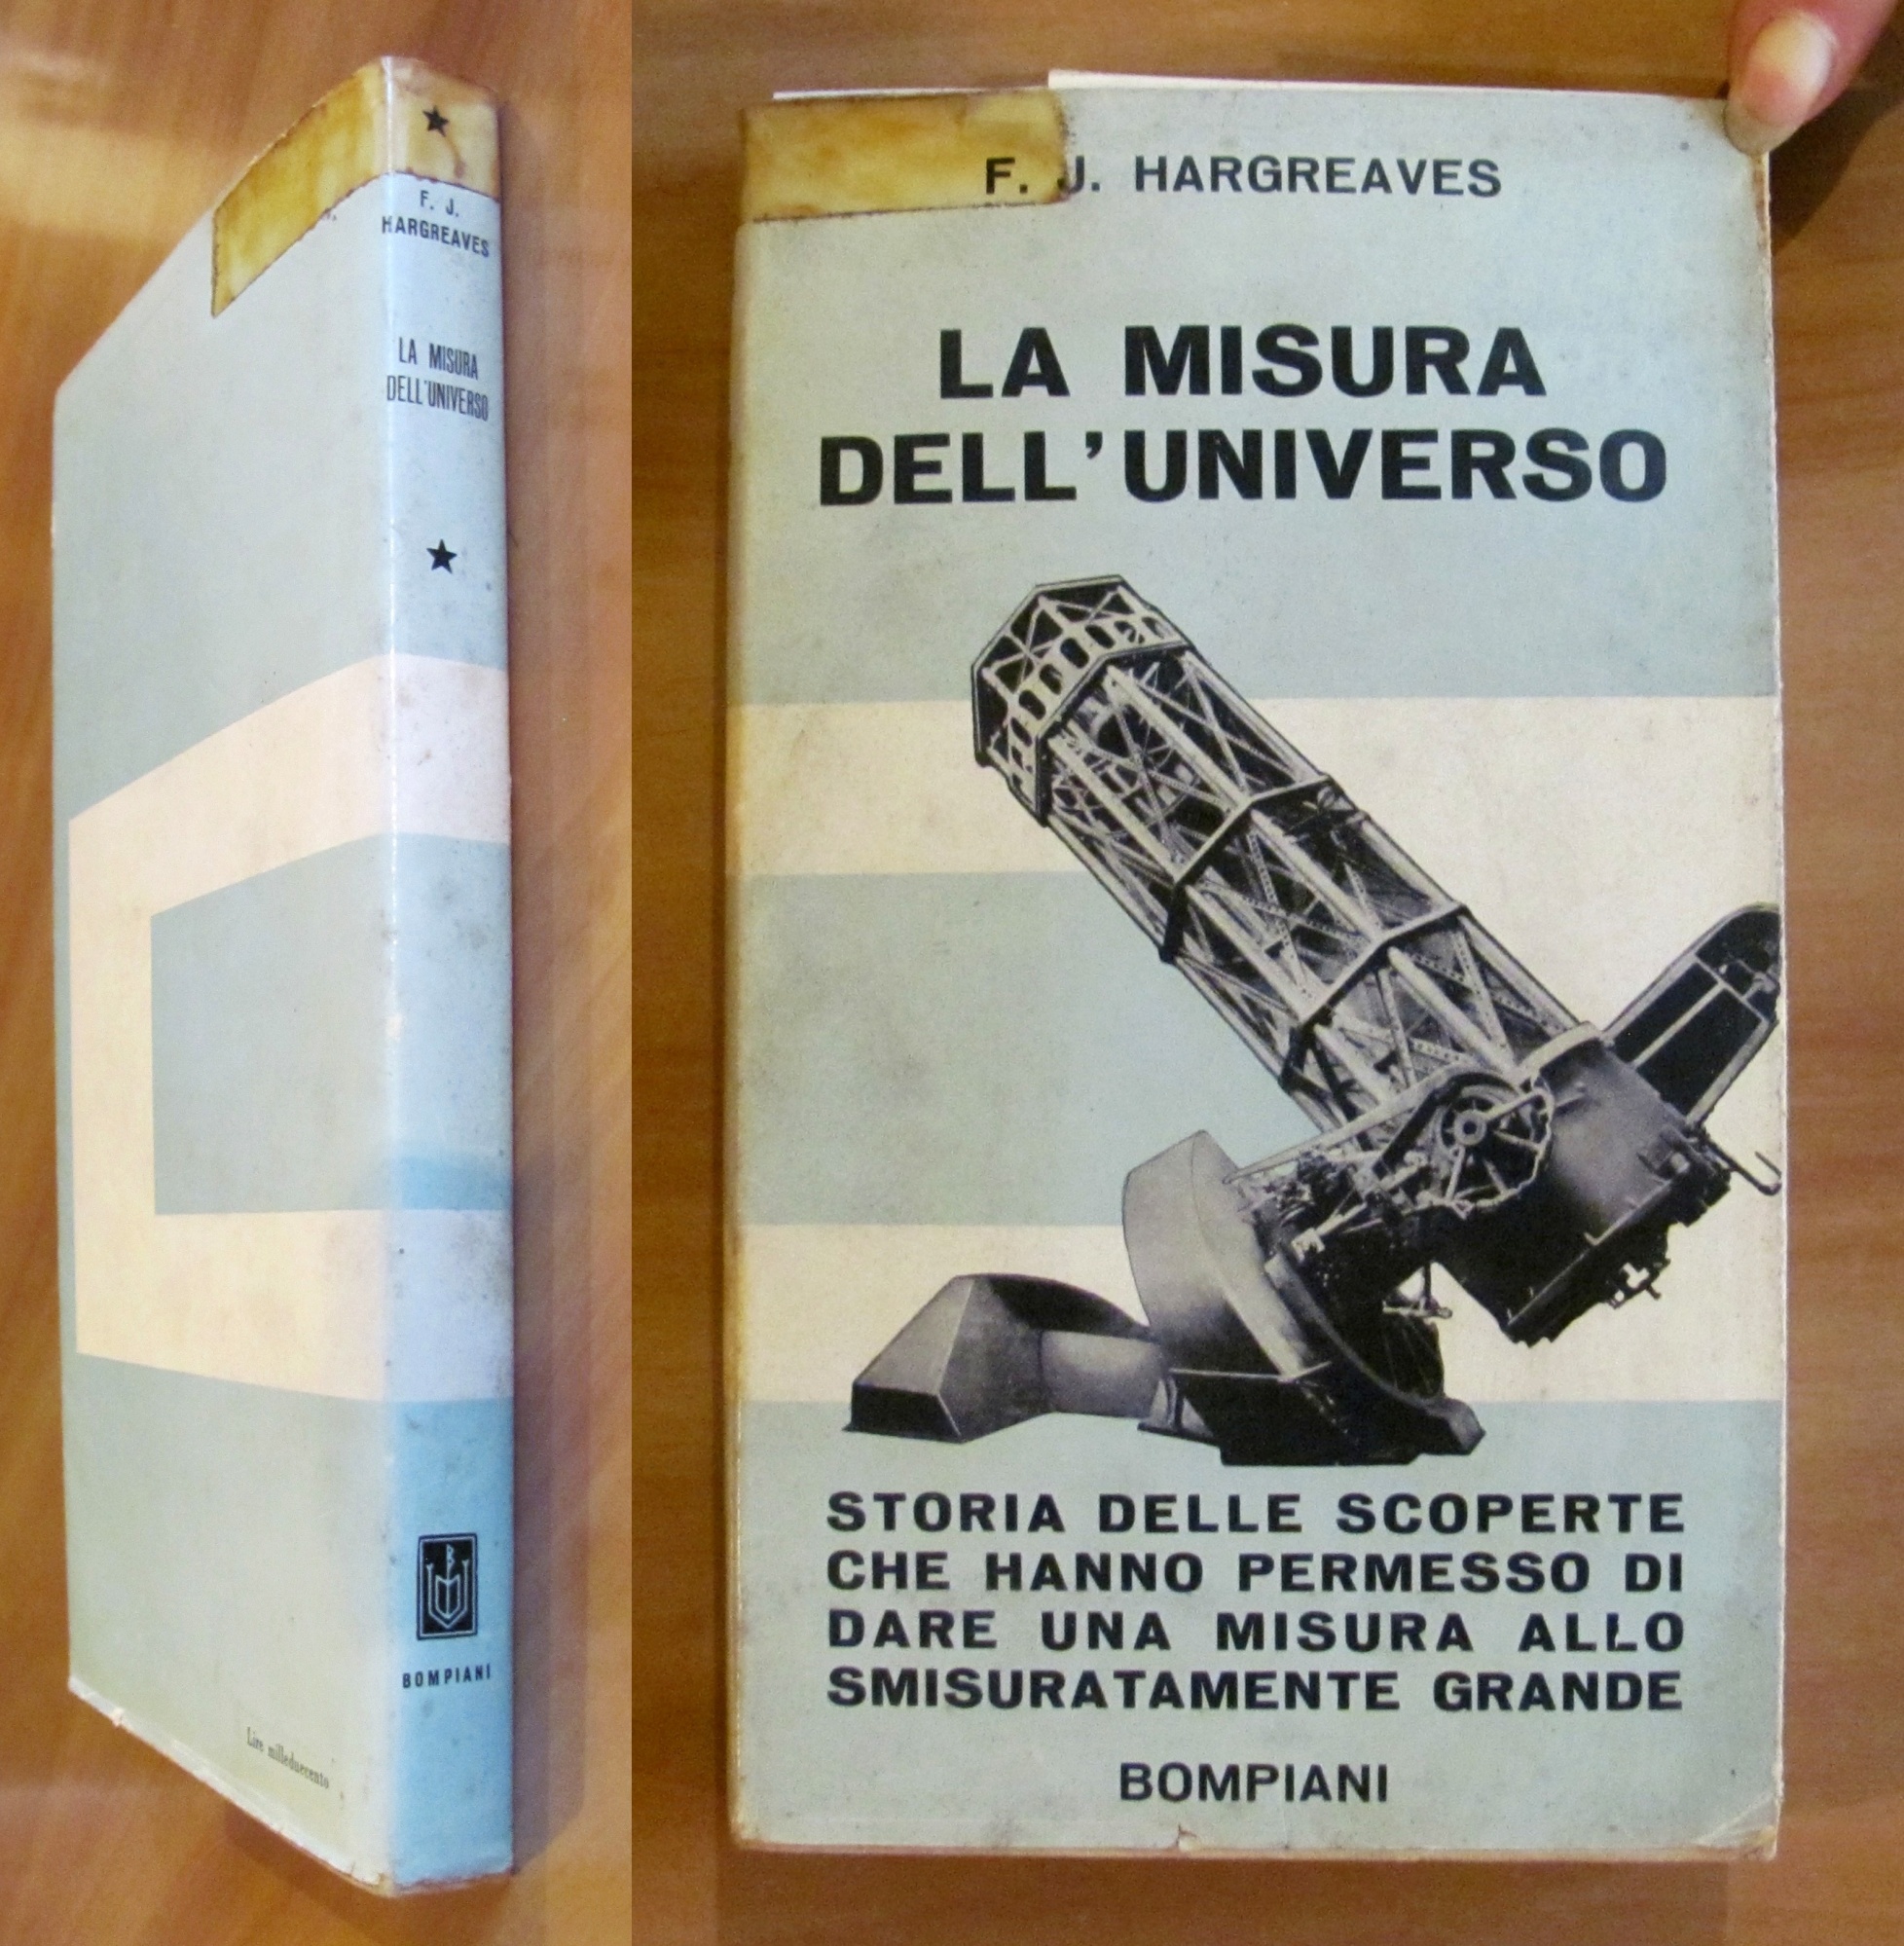 F. J.
HARGREAVES
LA MISURA
DELL'UNIVERSO
BOMPIANI
Lire milleduecento
F. J. HARGREAVES
LA MISURA
DELL'UNIVERSO
STORIA DELLE SCOPERTE
CHE HANNO PERMESSO DI
DARE UNA MISURA ALLO
SMISURATAMENTE GRANDE
BOMPIANI